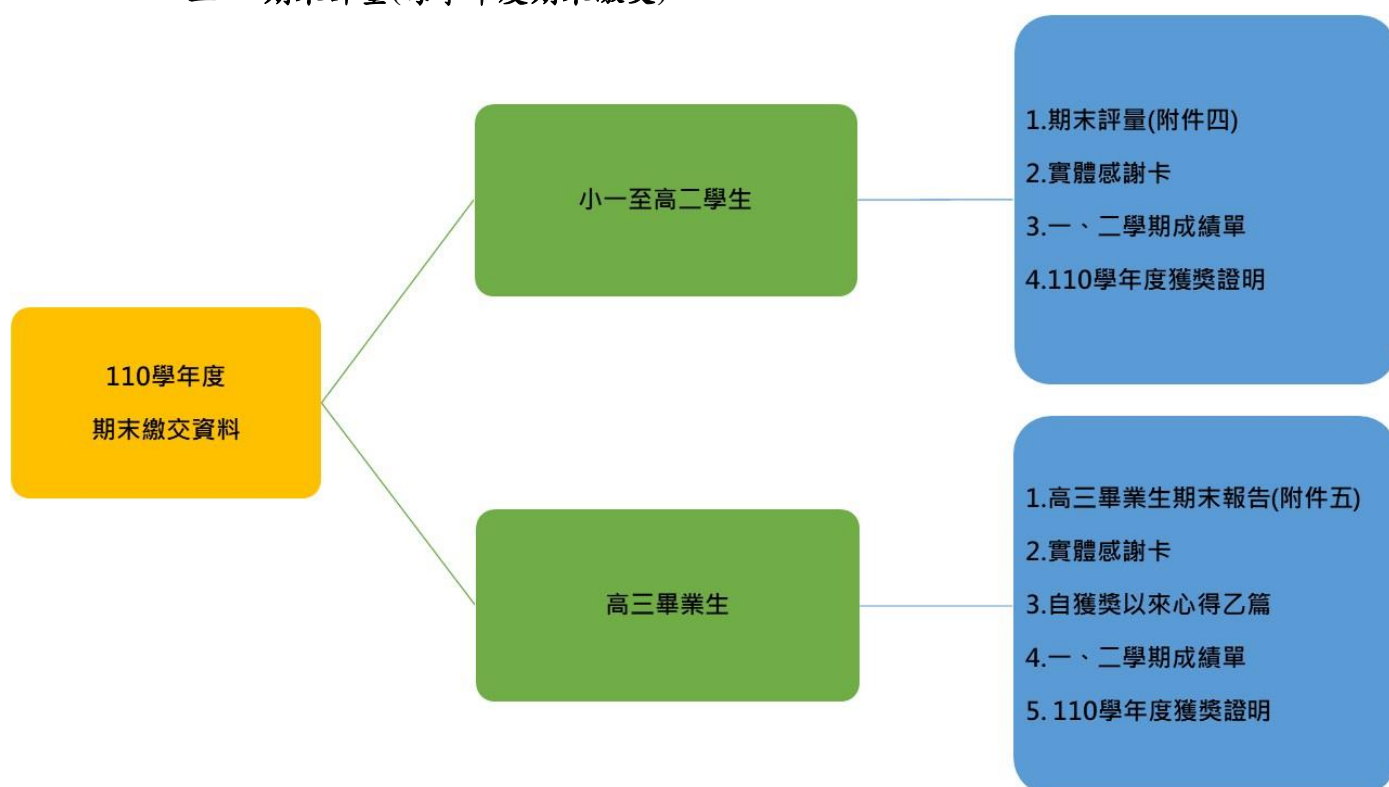 110學年度
期末繳交資料
小一至高二學生
1.期末評量(附件四)
2.實體感謝卡
3.一、二學期成績單
4.110學年度獲獎證明
高三畢業生
1.高三畢業生期末報告(附件五)
2.實體感謝卡
3.自獲獎以來心得乙篇
4.一、二學期成績單
5. 110學年度獲獎證明